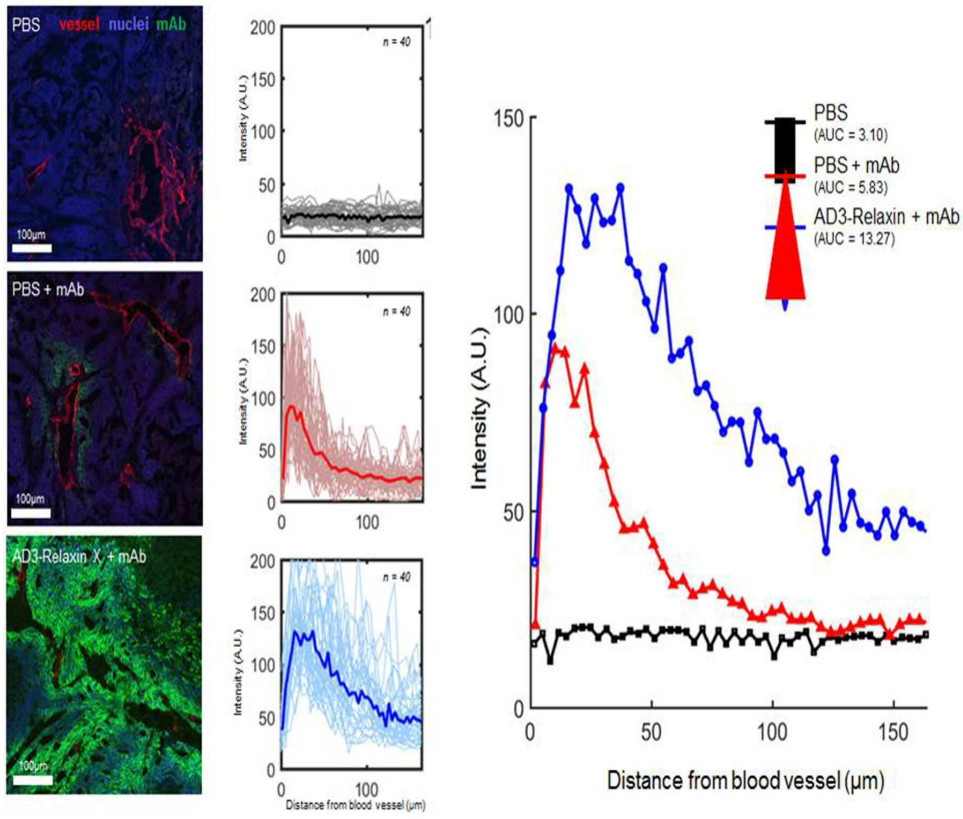 PBS vessel nuclei mAb
100µm
PBS + mAb
100µm
AD3-Relaxin X + mAb
100µm
200
150
100
50
0
Intensity (A.U.)
n = 40
0 100
200
150
100
50
0
Intensity (A.U.)
n = 40
0 100
200
150
100
50
0
Intensity (A.U.)
n = 40
0 100
Distance from blood vessel (µm)
150
100
50
0
Intensity (A.U.)
0 50 100 150
Distance from blood vessel (µm)
PBS
(AUC = 3.10)
PBS + mAb
(AUC = 5.83)
AD3-Relaxin + mAb
(AUC = 13.27)